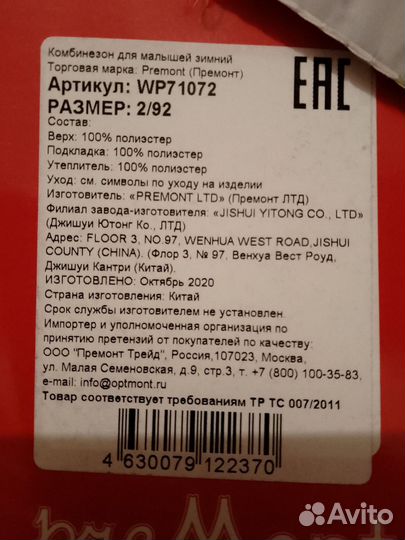 Комбинезон для малышей зимний
Торговая марка: Premont (Премонт)
Артикул: WP71072
РАЗМЕР: 2/92
EAC
Состав:
Верх: 100% полиэстер
Подкладка: 100% полиэстер
Утеплитель: 100% полиэстер
Уход: см. символы по уходу на изделии
Изготовитель: «PREMONT LTD» (Премонт ЛТД)
Филиал завода-изготовителя: «JISHUI YITONG CO., LTD»
(Джишуи Ютонг Ко., ЛТД)
Адрес: FLOOR 3, NO.97, WENHUA WEST ROAD,JISHUI
COUNTY (CHINA). (Флор 3, № 97, Венхуа Вест Роуд,
Джишуи Кантри (Китай).
ИЗГОТОВЛЕНО: Октябрь 2020
Страна изготовления: Китай
Срок службы изготовителем не установлен
Импортер и уполномоченная организация по
принятию претензий от покупателей по качеству:
ООО "Премонт Трейд", Россия,107023, Москва,
ул. Малая Семеновская, д.9, стр.3, т. +7 (800) 100-35-83,
e-mail: info@optmont.ru
Товар соответствует требованиям ТР ТС 007/2011
4 630079 122370
preMont
Avito